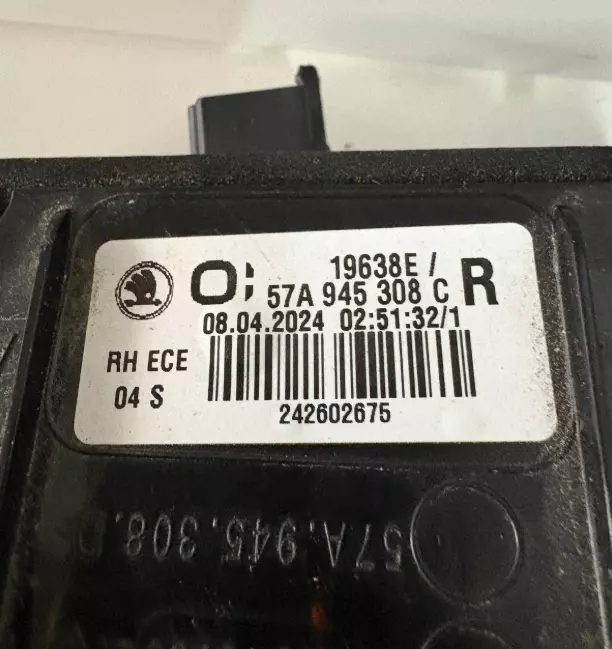 19638E /
57A 945 308 C R
08.04.2024 02:51:32/1
RH ECE
04 S
242602675
57A.945.308.